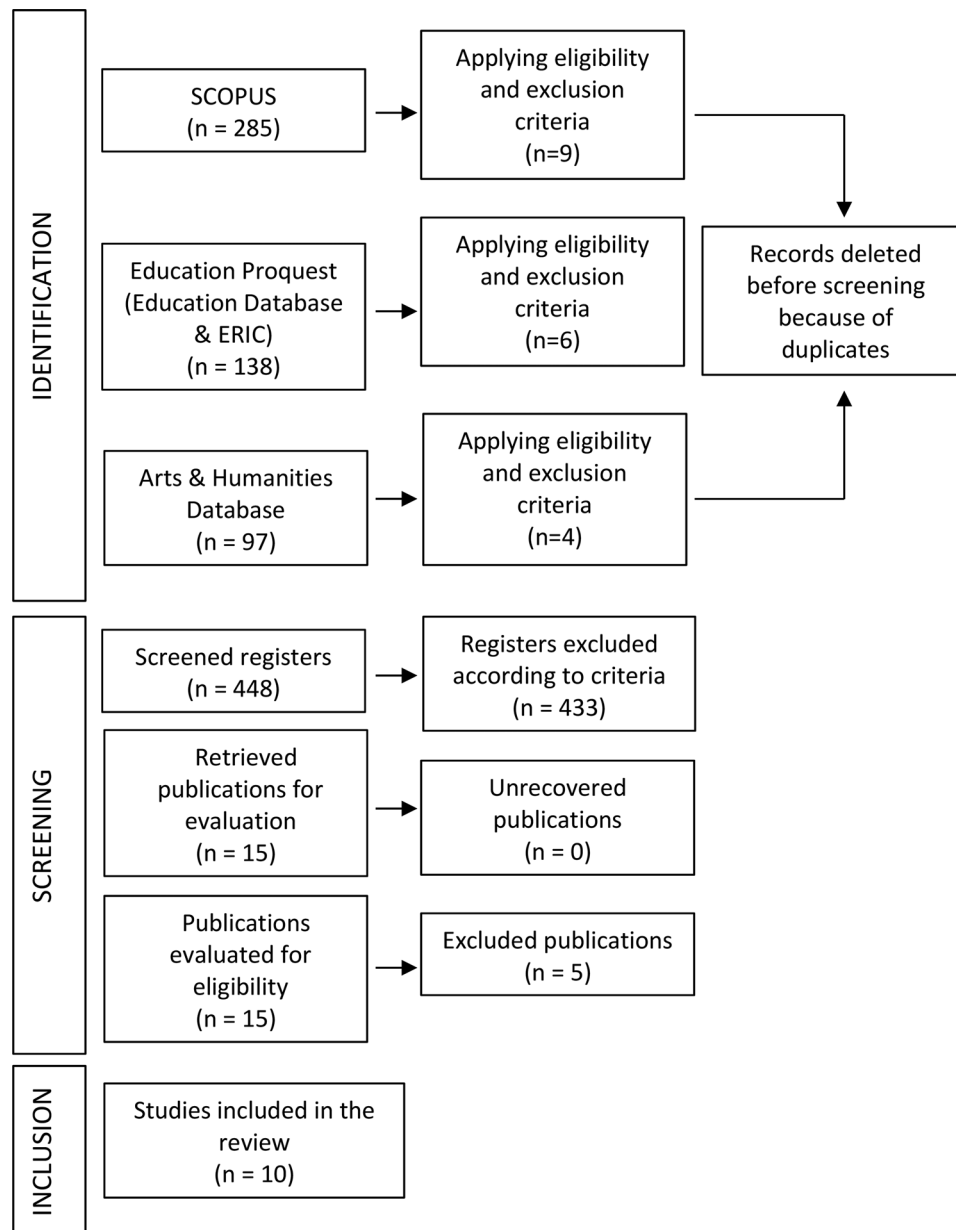 IDENTIFICATION
SCOPUS
(n = 285)
Applying eligibility
and exclusion
criteria
(n=9)
Education Proquest
(Education Database
& ERIC)
(n = 138)
Applying eligibility
and exclusion
criteria
(n=6)
Records deleted
before screening
because of
duplicates
Arts & Humanities
Database
(n = 97)
Applying eligibility
and exclusion
criteria
(n=4)
SCREENING
Screened registers
(n = 448)
Registers excluded
according to criteria
(n = 433)
Retrieved
publications for
evaluation
(n = 15)
Unrecovered
publications
(n = 0)
Publications
evaluated for
eligibility
(n = 15)
Excluded publications
(n = 5)
INCLUSION
Studies included in the
review
(n = 10)